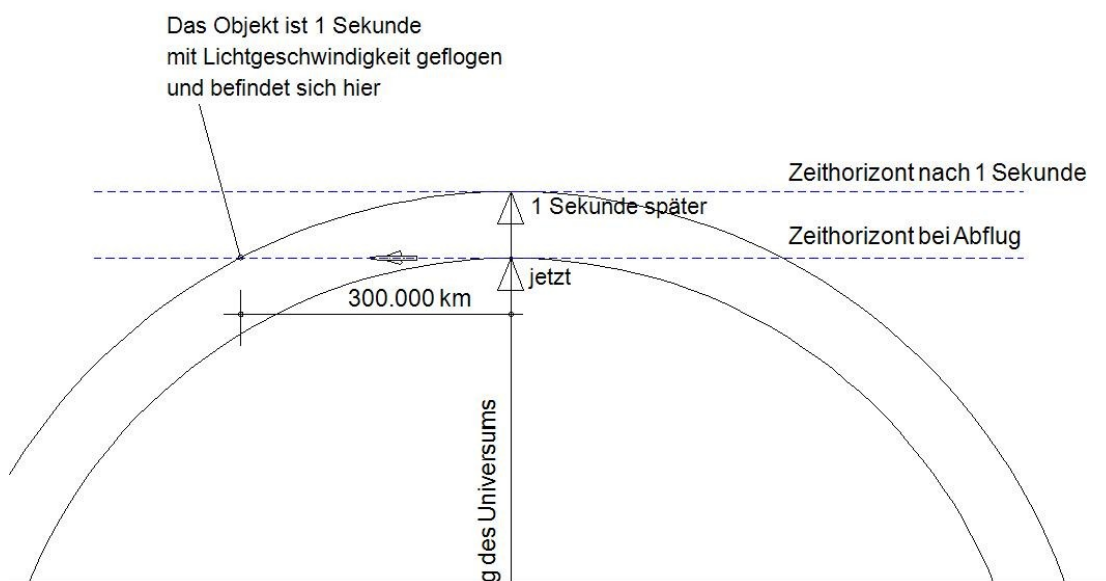 Das Objekt ist 1 Sekunde
mit Lichtgeschwindigkeit geflogen
und befindet sich hier
Zeithorizont nach 1 Sekunde
1 Sekunde später
Zeithorizont bei Abflug
jetzt
300.000 km
g des Universums